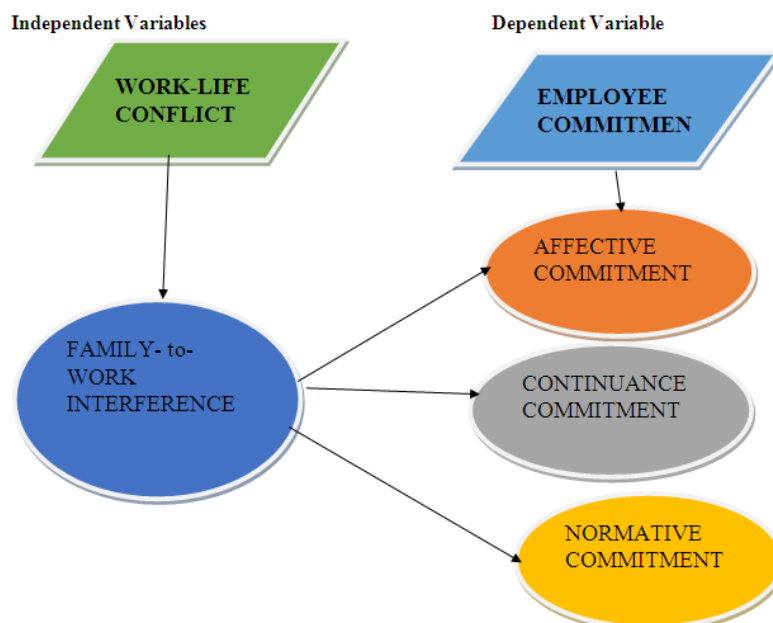 Independent Variables
Dependent Variable
WORK-LIFE
CONFLICT
EMPLOYEE
COMMITMEN
AFFECTIVE
COMMITMENT
FAMILY- to-
WORK
INTERFERENCE
CONTINUANCE
COMMITMENT
NORMATIVE
COMMITMENT